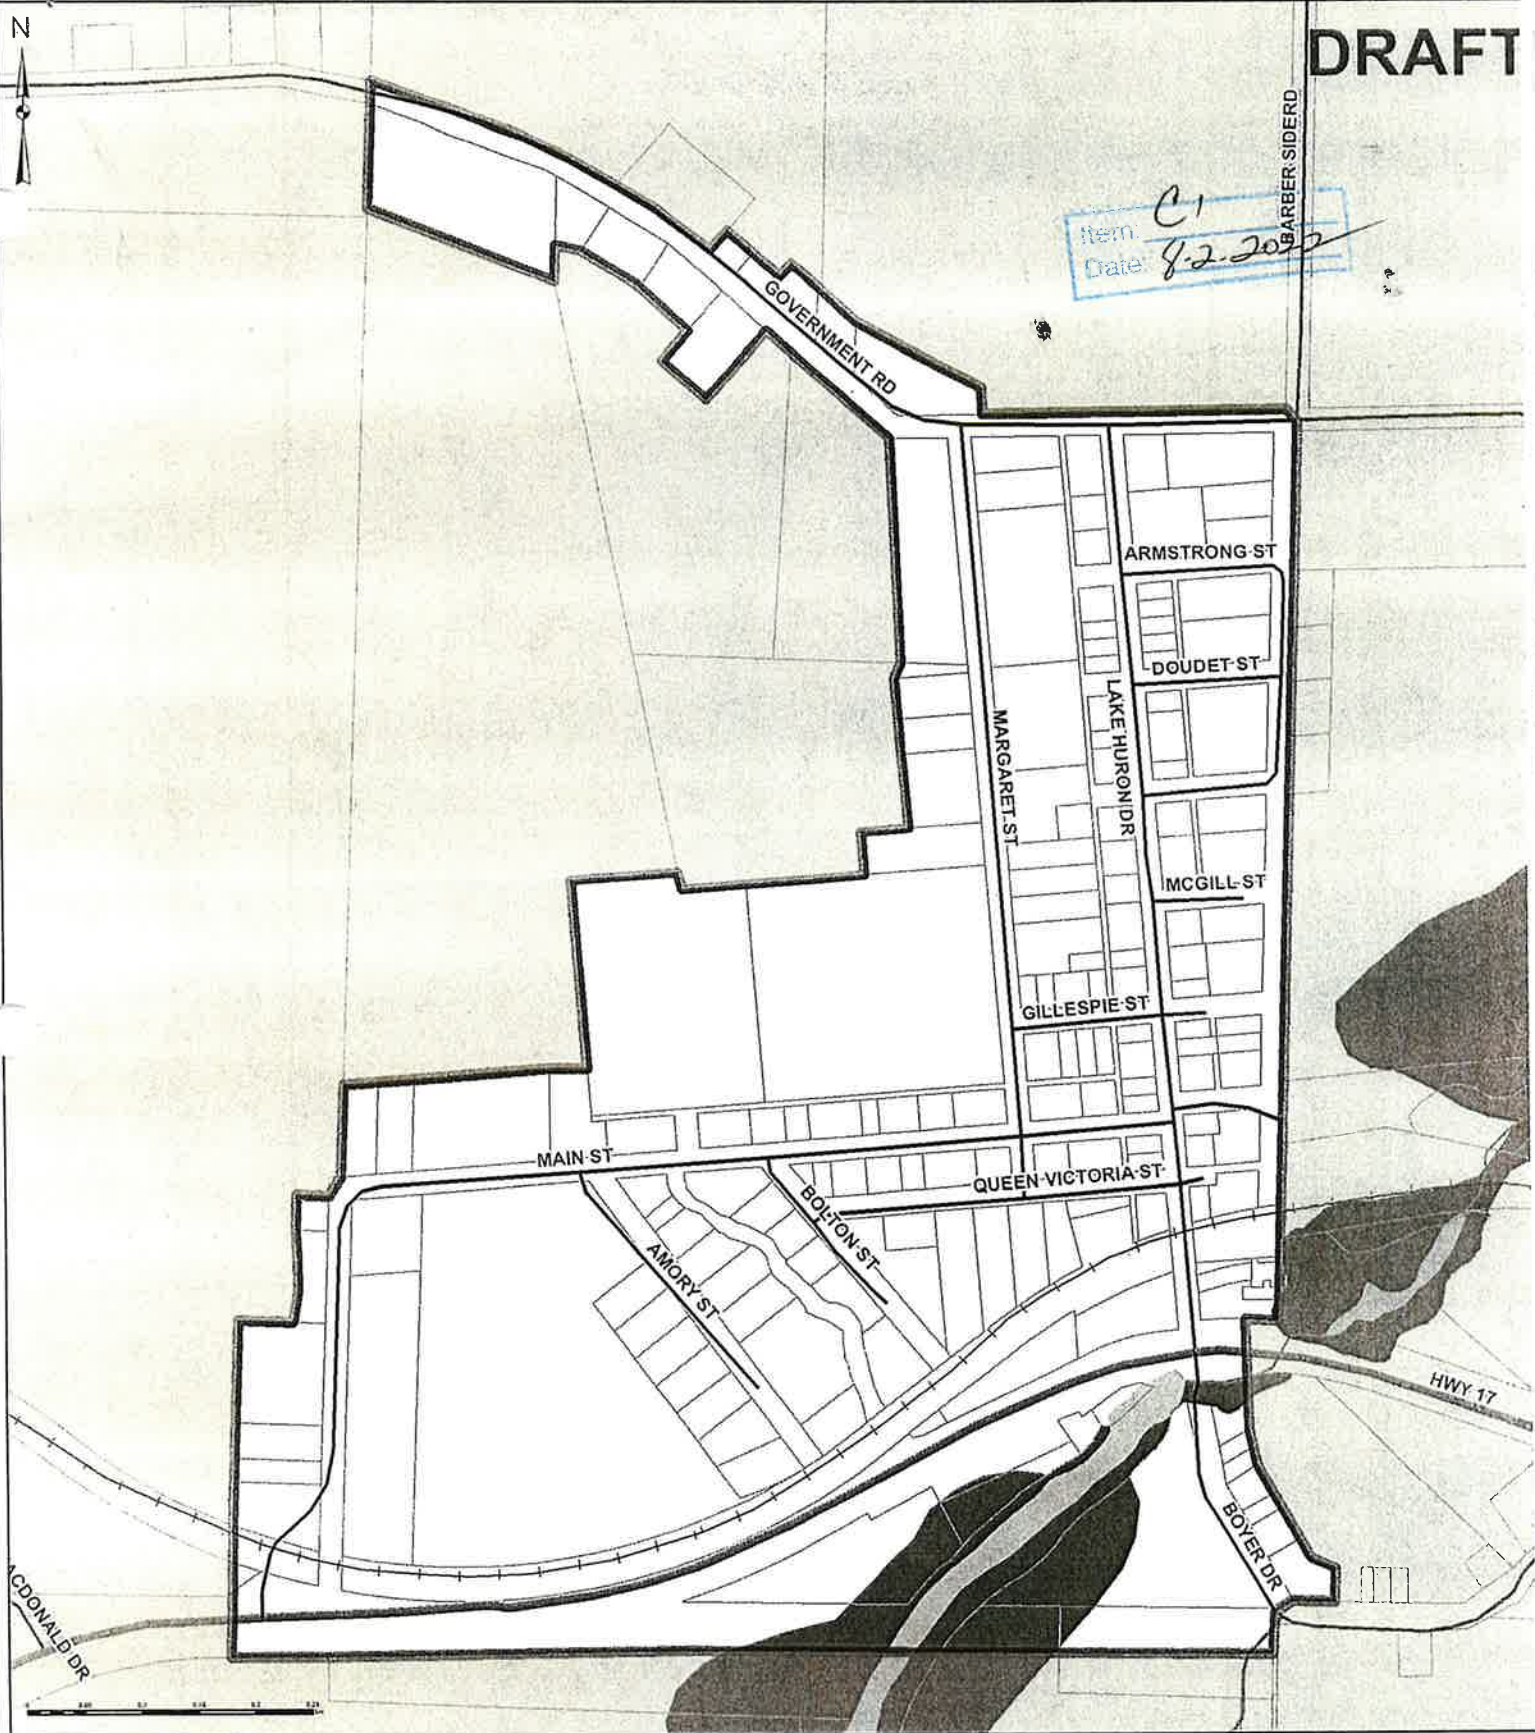 N
DRAFT
BARBER SIDERD
Item: C1
Date: 8.2.2022
GOVERNMENT RD
ARMSTRONG ST
DOUDET ST
LAKE HURON DR
MARGARET ST
MCGILL ST
GILLESPIE ST
MAIN ST
QUEEN VICTORIA ST
BOLTON ST
AMORY ST
HWY 17
BOYER DR
ACDONALD DR